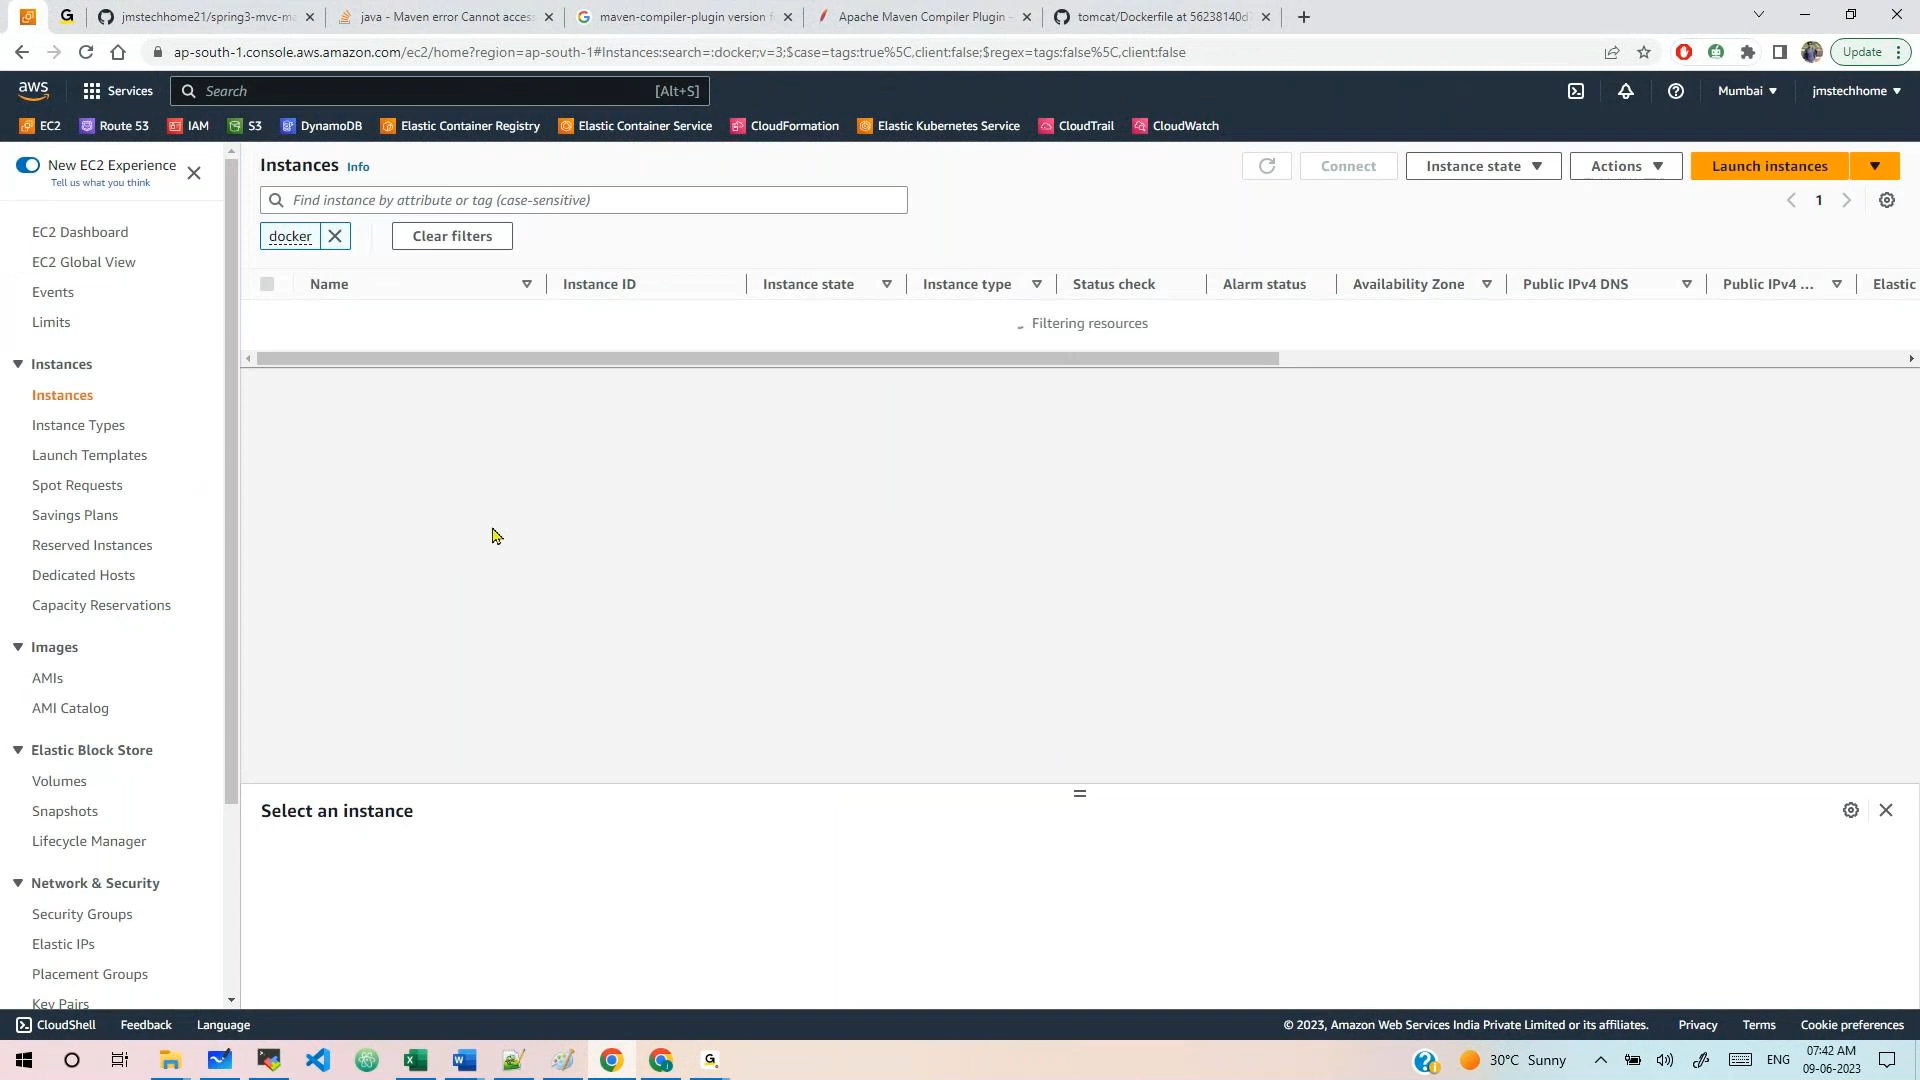 jmstechhome21/spring3-mvc-ma
java - Maven error Cannot acces
maven-compiler-plugin version f
Apache Maven Compiler Plugin -
tomcat/Dockerfile at 56238140d
ap-south-1.console.aws.amazon.com/ec2/home?region=ap-south-1#Instances:search=:docker;v=3;$case=tags:true%5C,client:false;$regex=tags:false%5C,client:false
Update
aws
Services
Search
[Alt+S]
Mumbai
jmstechhome
EC2
Route 53
IAM
S3
DynamoDB
Elastic Container Registry
Elastic Container Service
CloudFormation
Elastic Kubernetes Service
CloudTrail
CloudWatch
New EC2 Experience
Tell us what you think
EC2 Dashboard
EC2 Global View
Events
Limits
Instances
Instances
Instance Types
Launch Templates
Spot Requests
Savings Plans
Reserved Instances
Dedicated Hosts
Capacity Reservations
Images
AMIs
AMI Catalog
Elastic Block Store
Volumes
Snapshots
Lifecycle Manager
Network & Security
Security Groups
Elastic IPs
Placement Groups
Key Pairs
Instances Info
Connect
Instance state
Actions
Launch instances
Find instance by attribute or tag (case-sensitive)
1
docker
Clear filters
Name
Instance ID
Instance state
Instance type
Status check
Alarm status
Availability Zone
Public IPv4 DNS
Public IPv4 ...
Elastic
Filtering resources
Select an instance
CloudShell
Feedback
Language
© 2023, Amazon Web Services India Private Limited or its affiliates.
Privacy
Terms
Cookie preferences
30°C Sunny
ENG
07:42 AM
09-06-2023